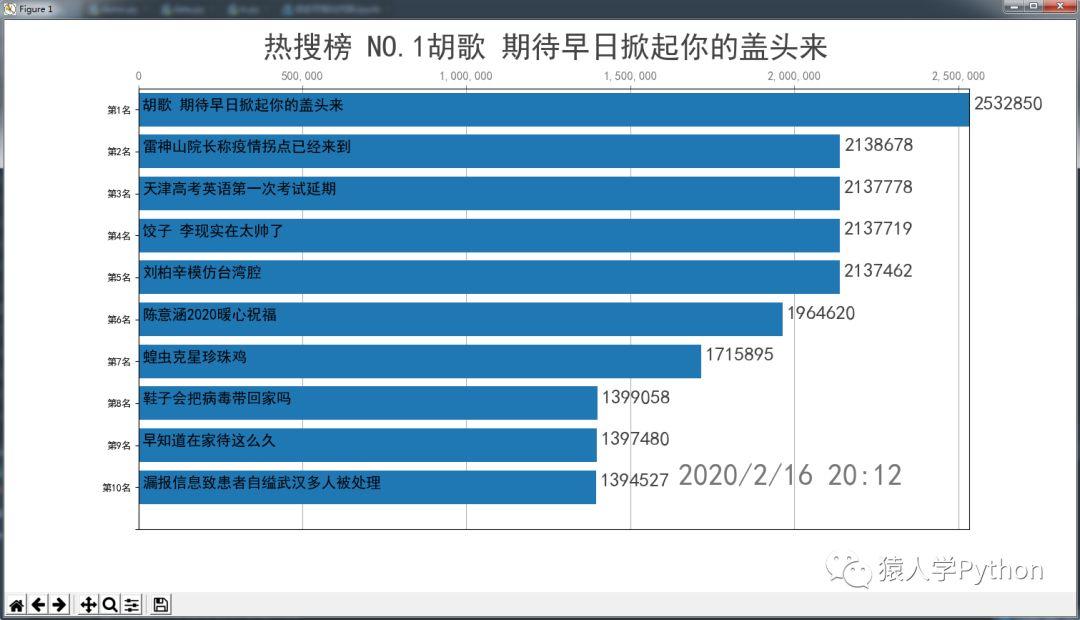 Figure 1
热搜榜 NO.1胡歌 期待早日掀起你的盖头来
0 500,000 1,000,000 1,500,000 2,000,000 2,500,000
第1名 胡歌 期待早日掀起你的盖头来 2532850
第2名 雷神山院长称疫情拐点已经来到 2138678
第3名 天津高考英语第一次考试延期 2137778
第4名 饺子 李现实在太帅了 2137719
第5名 刘柏辛模仿台湾腔 2137462
第6名 陈意涵2020暖心祝福 1964620
第7名 蝗虫克星珍珠鸡 1715895
第8名 鞋子会把病毒带回家吗 1399058
第9名 早知道在家待这么久 1397480
第10名 漏报信息致患者自缢武汉多人被处理 1394527
2020/2/16 20:12
猿人学Python